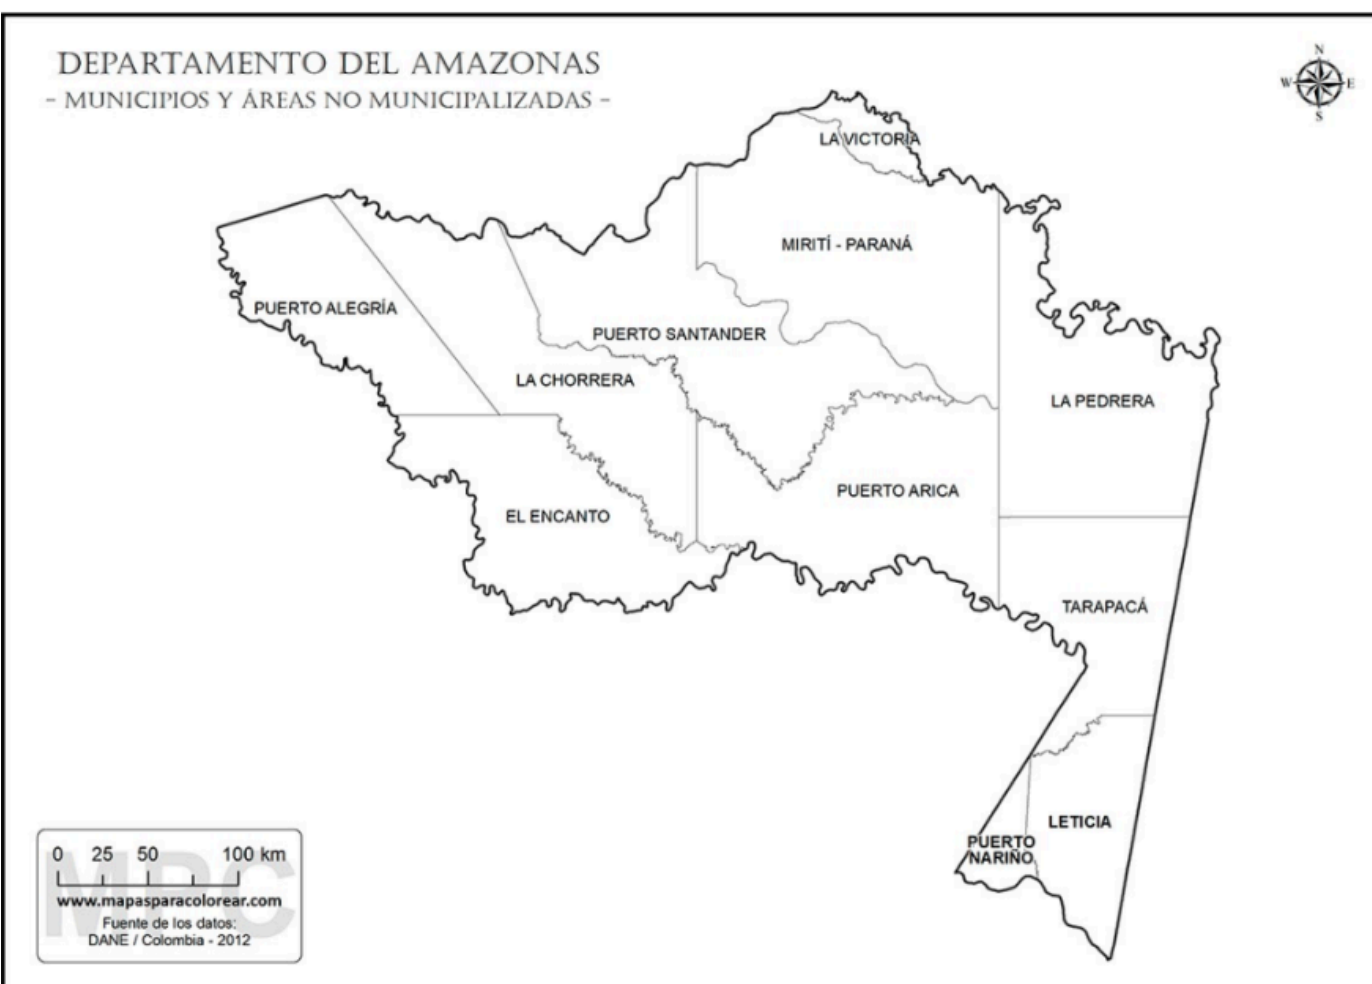 DEPARTAMENTO DEL AMAZONAS
- MUNICIPIOS Y ÁREAS NO MUNICIPALIZADAS -
N
W E
S
LA VICTORIA
MIRITÍ - PARANÁ
PUERTO ALEGRÍA
PUERTO SANTANDER
LA CHORRERA
LA PEDRERA
PUERTO ARICA
EL ENCANTO
TARAPACÁ
LETICIA
PUERTO
NARIÑO
0 25 50 100 km
MPC
www.mapasparacolorear.com
Fuente de los datos:
DANE / Colombia - 2012